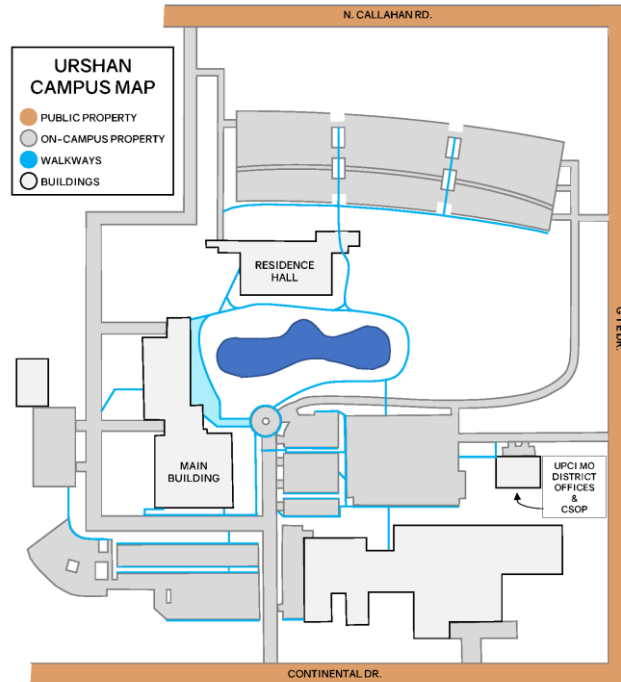 N. CALLAHAN RD.
URSHAN
CAMPUS MAP
PUBLIC PROPERTY
ON-CAMPUS PROPERTY
WALKWAYS
BUILDINGS
RESIDENCE
HALL
MAIN
BUILDING
UPCI MO
DISTRICT
OFFICES
&
CSOP
CONTINENTAL DR.